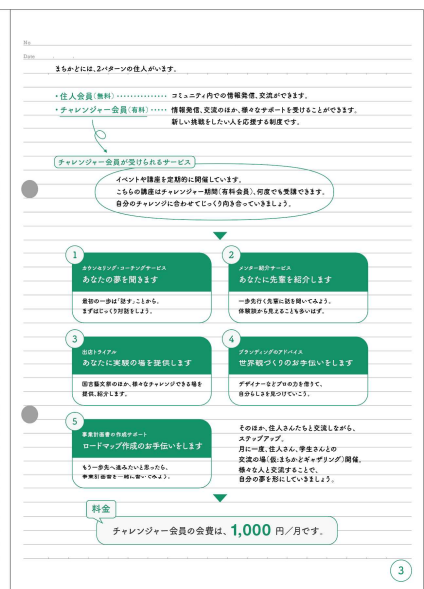 No.
Date
まちかどには、2パターンの住人がいます。
・住人会員（無料）…………… コミュニティ内での情報発信、交流ができます。
・チャレンジャー会員（有料）…… 情報発信、交流のほか、様々なサポートを受けることができます。
新しい挑戦をしたい人を応援する制度です。
チャレンジャー会員が受けられるサービス
イベントや講座を定期的に開催しています。
こちらの講座はチャレンジャー期間（有料会員）、何度でも受講できます。
自分のチャレンジに合わせてじっくり向き合っていきましょう。
1
カウンセリング・コーチングサービス
あなたの夢を聞きます
最初の一歩は「話す」ことから。
まずはじっくり対話をしよう。
2
メンター紹介サービス
あなたに先輩を紹介します
一歩先行く先輩に話を聞いてみよう。
体験談から見えることも多いはず。
3
出店トライアル
あなたに実験の場を提供します
のほか、様々なチャレンジできる場を
提供、紹介します。
4
ブランディングのアドバイス
世界観づくりのお手伝いをします
デザイナーなどプロの力を借りて、
自分らしさを見つけていこう。
5
事業計画書の作成サポート
ロードマップ作成のお手伝いをします
もう一歩先へ進みたいと思ったら、
事業計画書を一緒に書いてみよう。
そのほか、住人さんたちと交流しながら、
ステップアップ。
月に一度、住人さん、学生さんとの
交流の場（仮：まちかどギャザリング）開催。
様々な人と交流することで、
自分の夢を形にしていきましょう。
料金
チャレンジャー会員の会費は、1,000 円／月です。
3